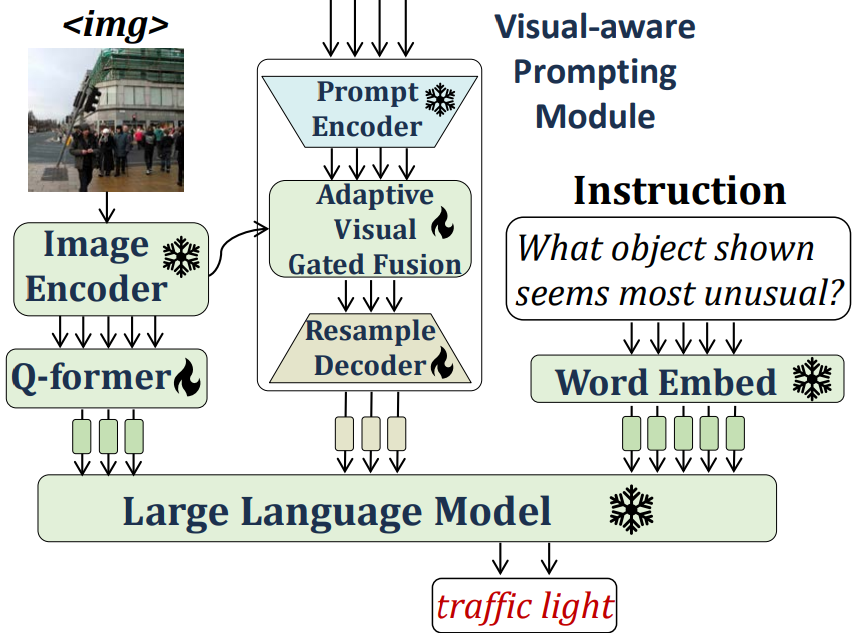 <img>
Visual-aware
Prompting
Module
Prompt
Encoder
Adaptive
Visual
Gated Fusion
Resample
Decoder
Image
Encoder
Q-former
Instruction
What object shown
seems most unusual?
Word Embed
Large Language Model
traffic light